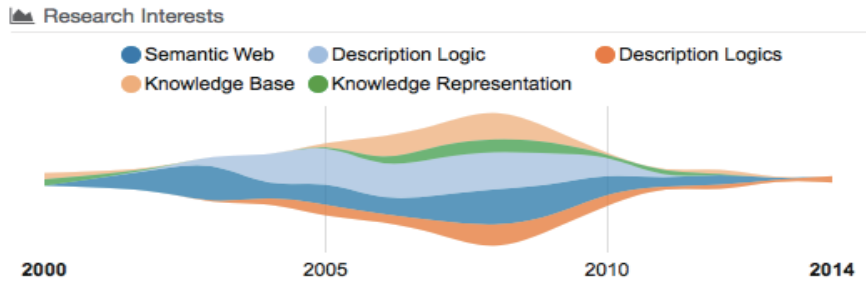 Research Interests
Semantic Web Description Logic Description Logics
Knowledge Base Knowledge Representation
2000 2005 2010 2014